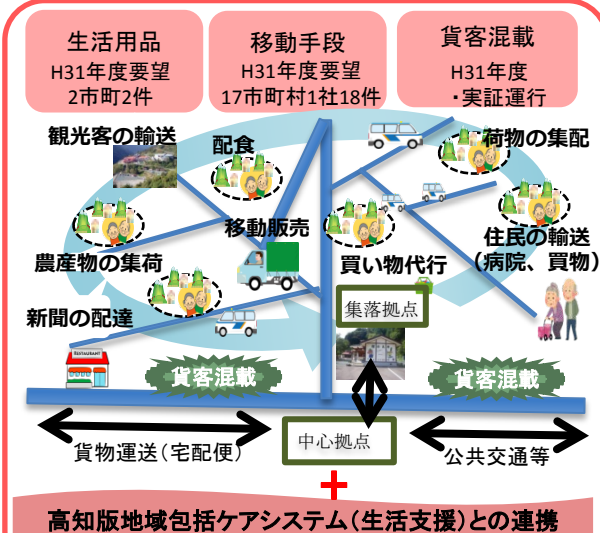 生活用品
H31年度要望
2市町2件
移動手段
H31年度要望
17市町村1社18件
貨客混載
H31年度
・実証運行
観光客の輸送
配食
荷物の集配
移動販売
住民の輸送
(病院、買物)
農産物の集荷
買い物代行
新聞の配達
集落拠点
RESTAURANT
貨客混載
貨客混載
貨物運送(宅配便)
中心拠点
公共交通等
+
高知版地域包括ケアシステム(生活支援)との連携